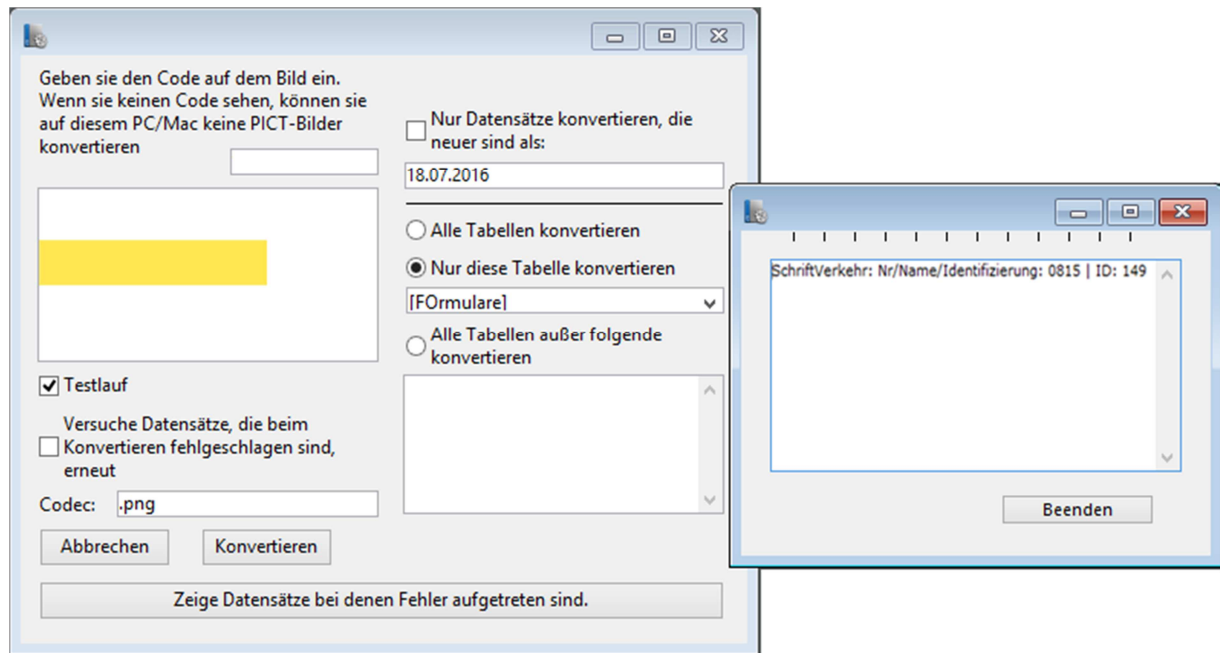 Geben sie den Code auf dem Bild ein.
Wenn sie keinen Code sehen, können sie
auf diesem PC/Mac keine PICT-Bilder
konvertieren
Testlauf
Versuche Datensätze, die beim
Konvertieren fehlgeschlagen sind,
erneut
Codec: .png
Abbrechen Konvertieren
Nur Datensätze konvertieren, die
neuer sind als:
18.07.2016
Alle Tabellen konvertieren
Nur diese Tabelle konvertieren
[FOrmulare]
Alle Tabellen außer folgende
konvertieren
Zeige Datensätze bei denen Fehler aufgetreten sind.
SchriftVerkehr: Nr/Name/Identifizierung: 0815 | ID: 149
Beenden